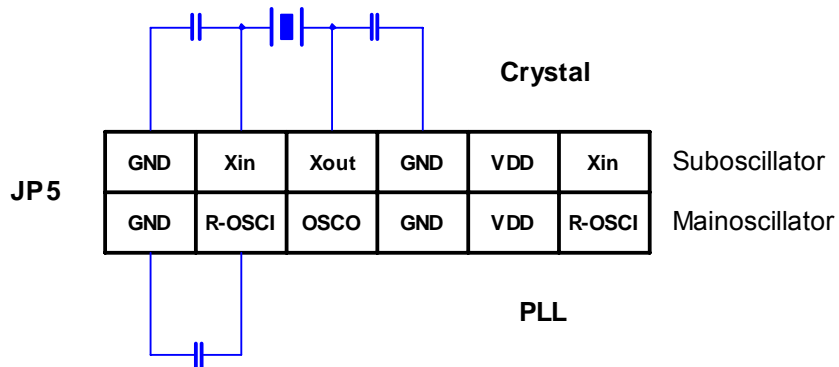 Crystal
GND Xin Xout GND VDD Xin Suboscillator
JP5
GND R-OSCI OSCO GND VDD R-OSCI Mainoscillator
PLL